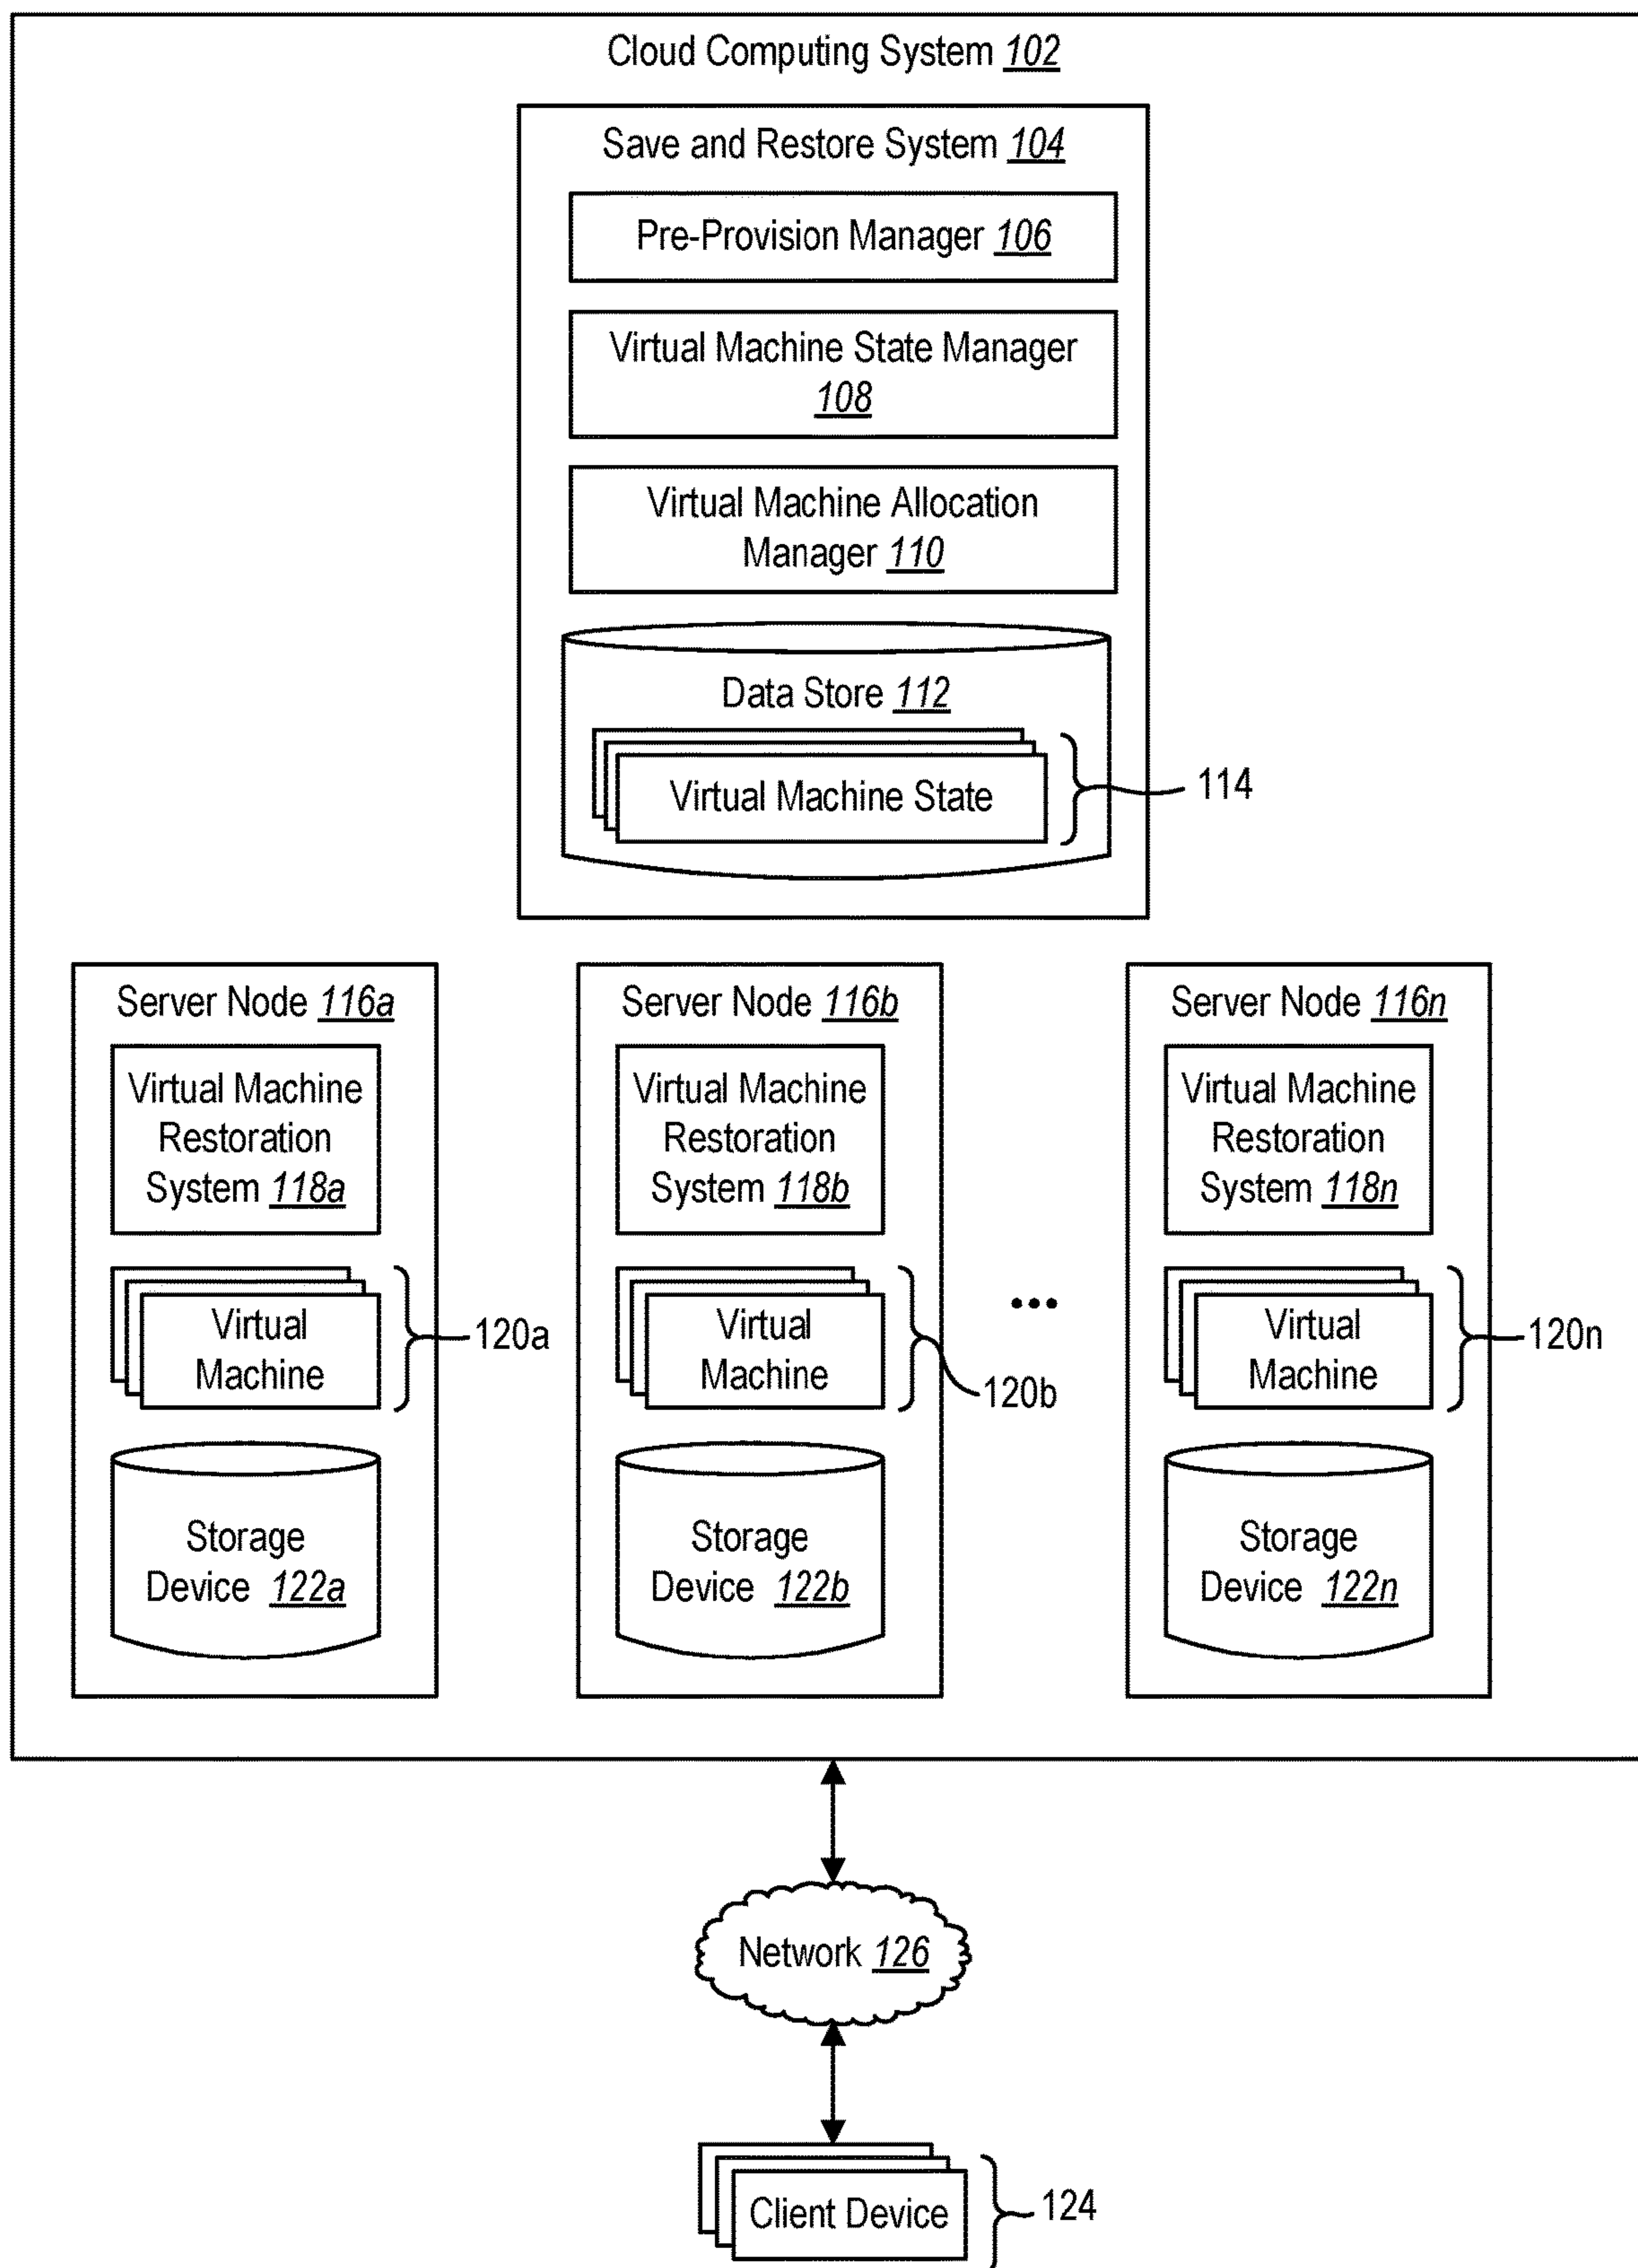 Cloud Computing System 102
Save and Restore System 104
Pre-Provision Manager 106
Virtual Machine State Manager
108
Virtual Machine Allocation
Manager 110
Data Store 112
Virtual Machine State
114
Server Node 116a
Virtual Machine
Restoration
System 118a
Virtual
Machine
120a
Storage
Device 122a
Server Node 116b
Virtual Machine
Restoration
System 118b
Virtual
Machine
120b
Storage
Device 122b
...
Server Node 116n
Virtual Machine
Restoration
System 118n
Virtual
Machine
120n
Storage
Device 122n
Network 126
Client Device
124